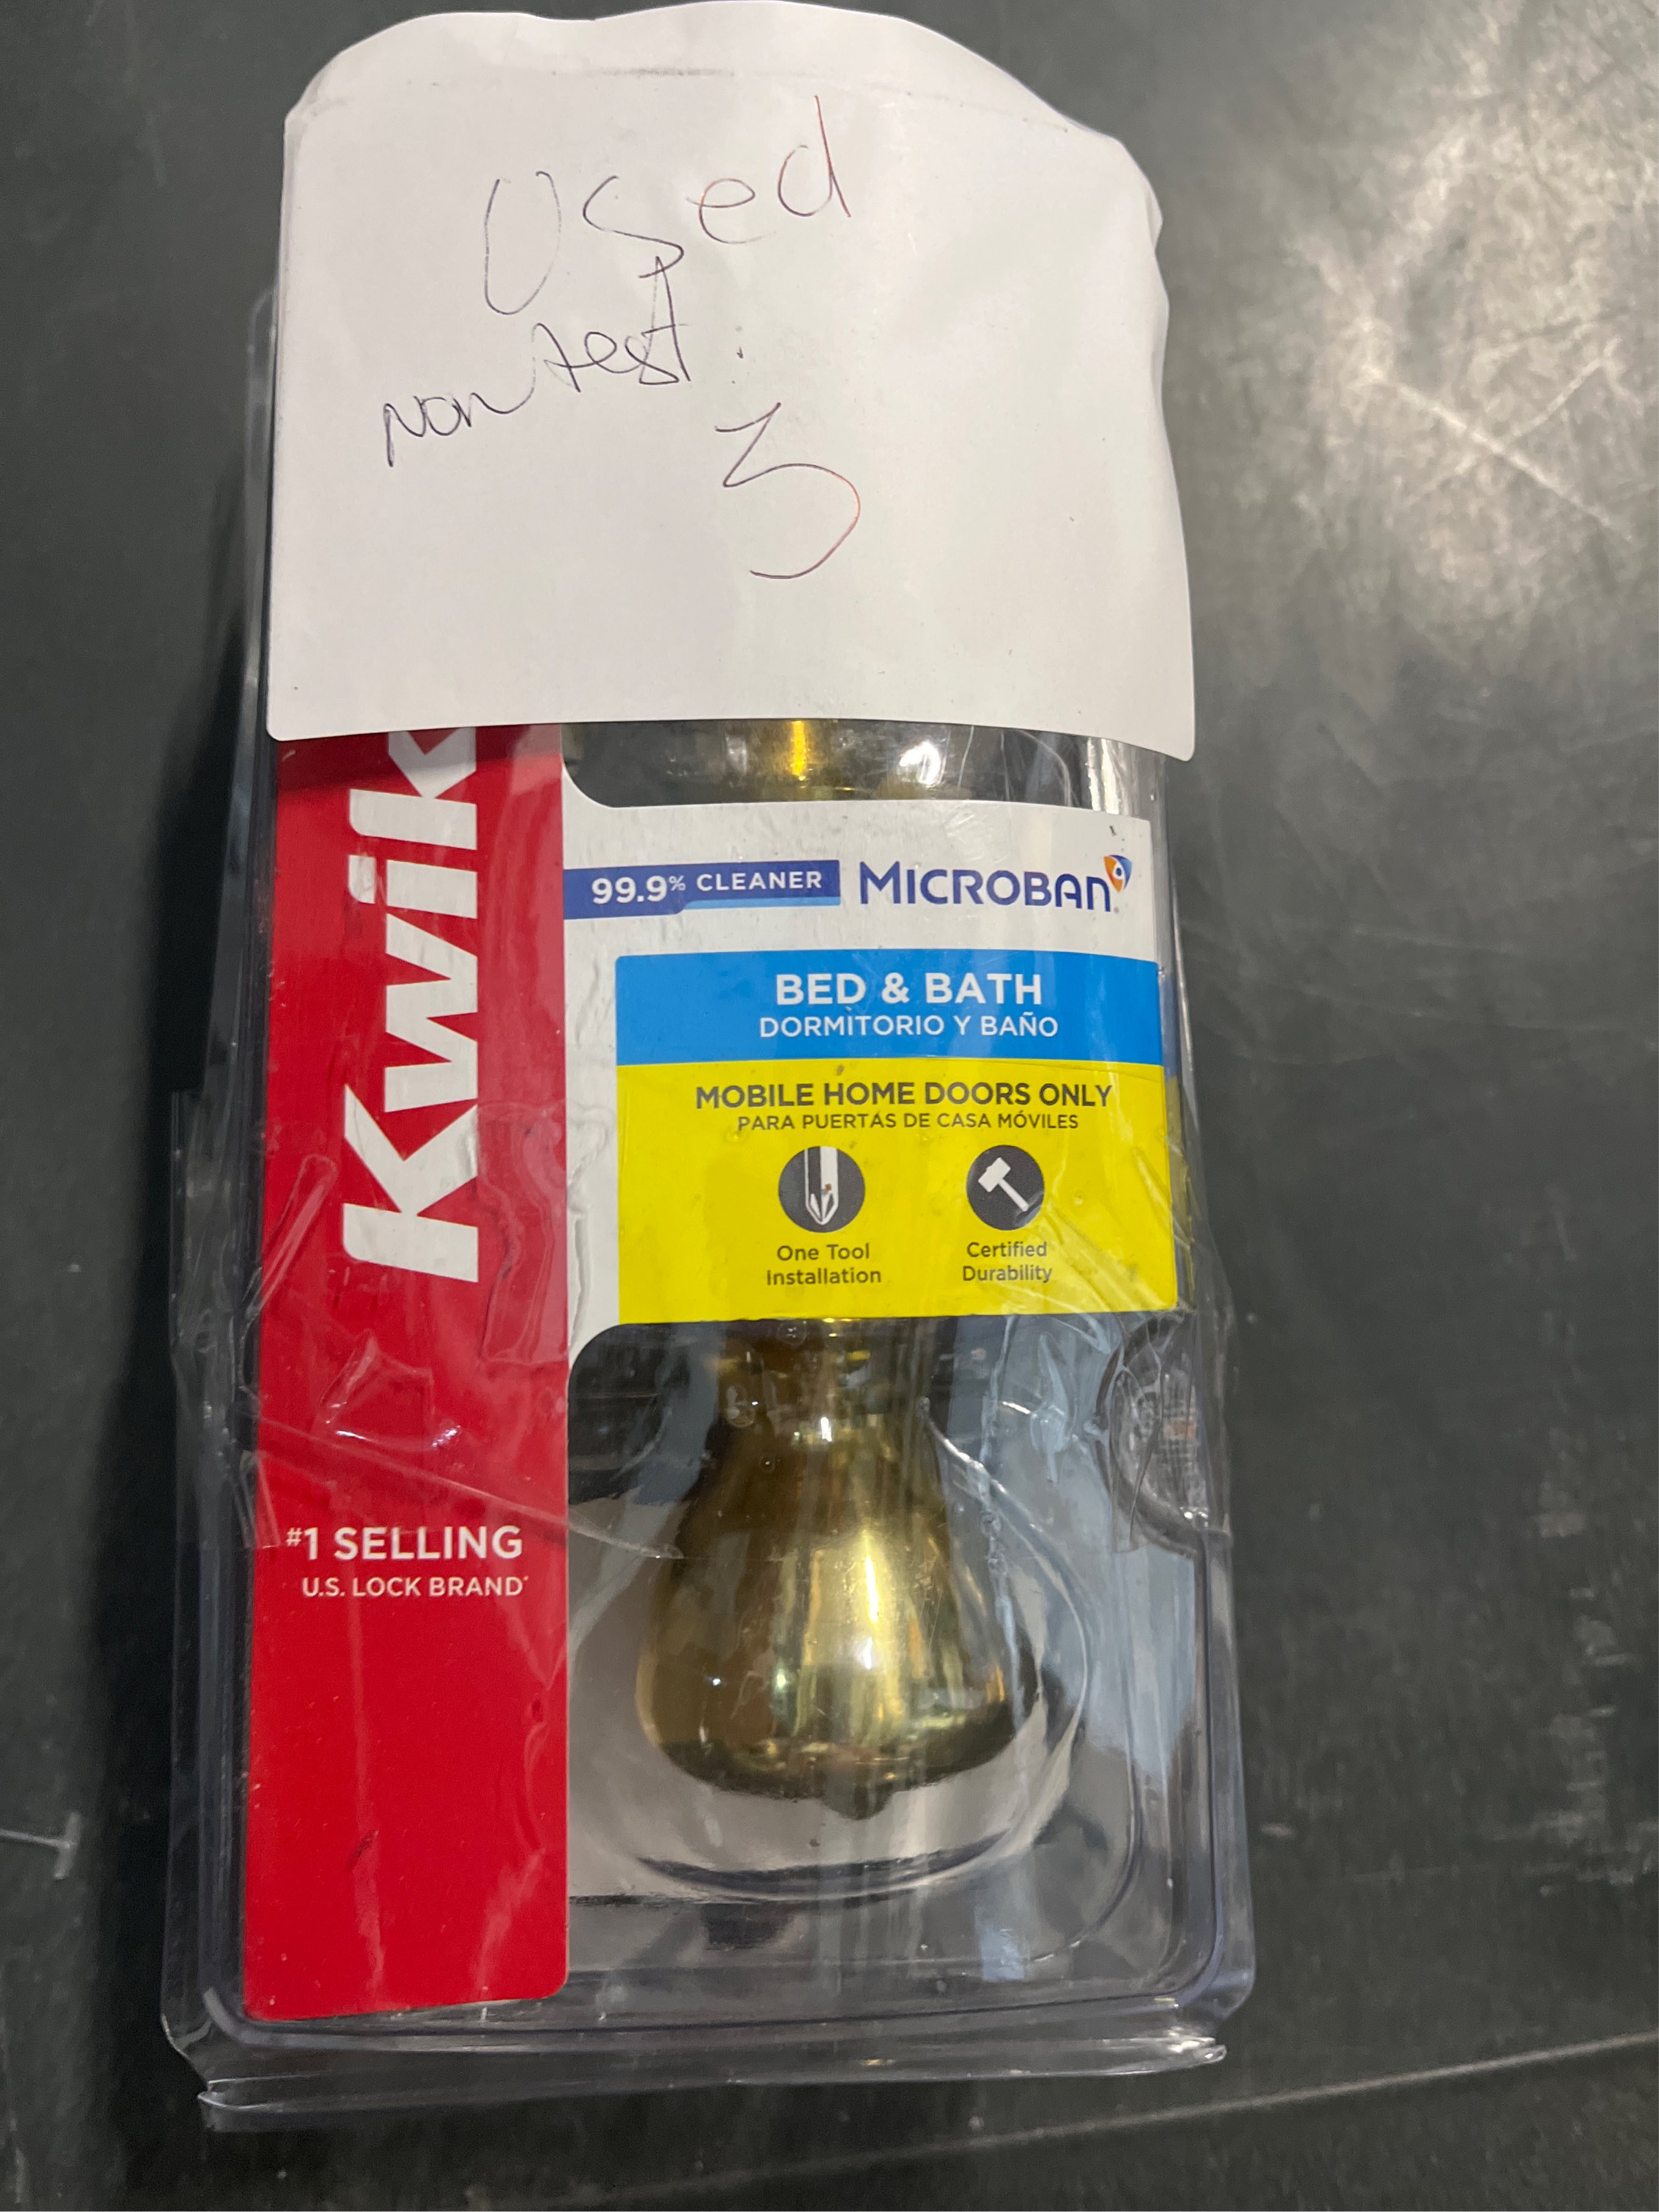 Used
non test.
3
Kwik
99.9% CLEANER MICROBAN
BED & BATH
DORMITORIO Y BAÑO
MOBILE HOME DOORS ONLY
PARA PUERTAS DE CASA MÓVILES
One Tool
Installation
Certified
Durability
#1 SELLING
U.S. LOCK BRAND*